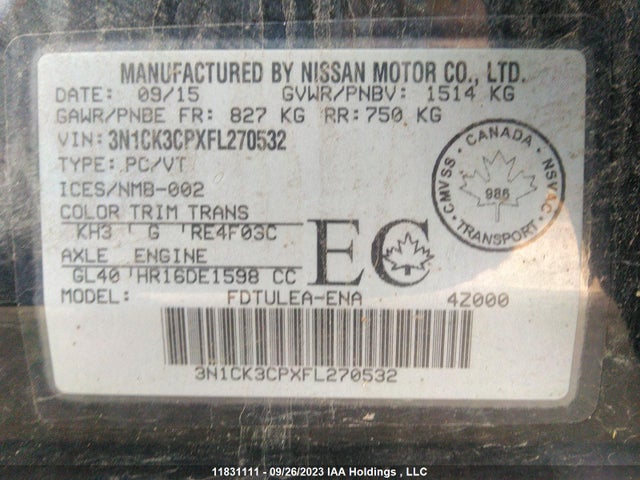 MANUFACTURED BY NISSAN MOTOR CO., LTD.
DATE: 09/15 GVWR/PNBV: 1514 KG
GAWR/PNBE FR: 827 KG RR:750 KG
VIN: 3N1CK3CPXFL270532
TYPE: PC/VT
ICES/NMB-002
COLOR TRIM TRANS
KH3 G RE4F03C
AXLE ENGINE
GL40 HR16DE1598 CC
MODEL: FDTULEA-ENA 4Z000
3N1CK3CPXFL270532
EC
CANADA
CMVSS NSVAC
986
TRANSPORT
11831111 - 09/26/2023 IAA Holdings , LLC